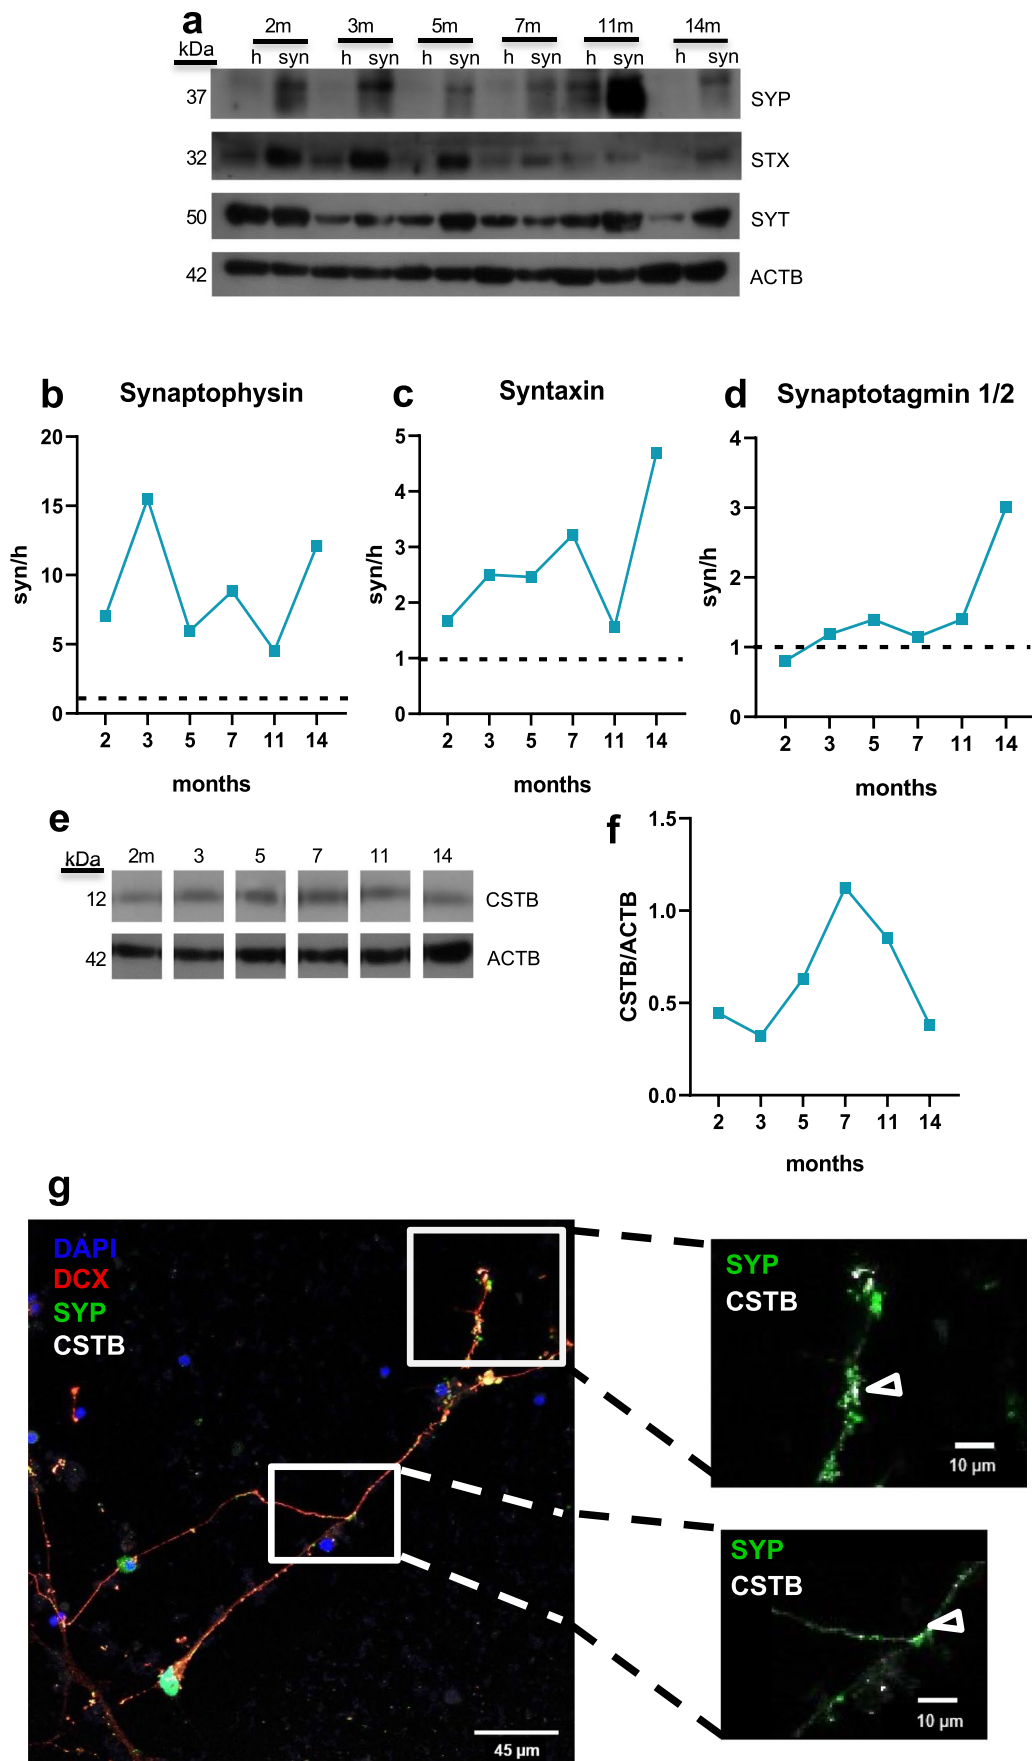 a
2m 3m 5m 7m 11m 14m
kDa
h syn h syn h syn h syn h syn h syn
37 SYP
32 STX
50 SYT
42 ACTB
b Synaptophysin
20
15
10
5
0
syn/h
2 3 5 7 11 14
months
c Syntaxin
5
4
3
2
1
0
syn/h
2 3 5 7 11 14
months
d Synaptotagmin 1/2
4
3
2
1
0
syn/h
2 3 5 7 11 14
months
e
kDa 2m 3 5 7 11 14
12 CSTB
42 ACTB
f
1.5
1.0
0.5
0.0
CSTB/ACTB
2 3 5 7 11 14
months
g
DAPI
DCX
SYP
CSTB
45 µm
SYP
CSTB
10 µm
SYP
CSTB
10 µm